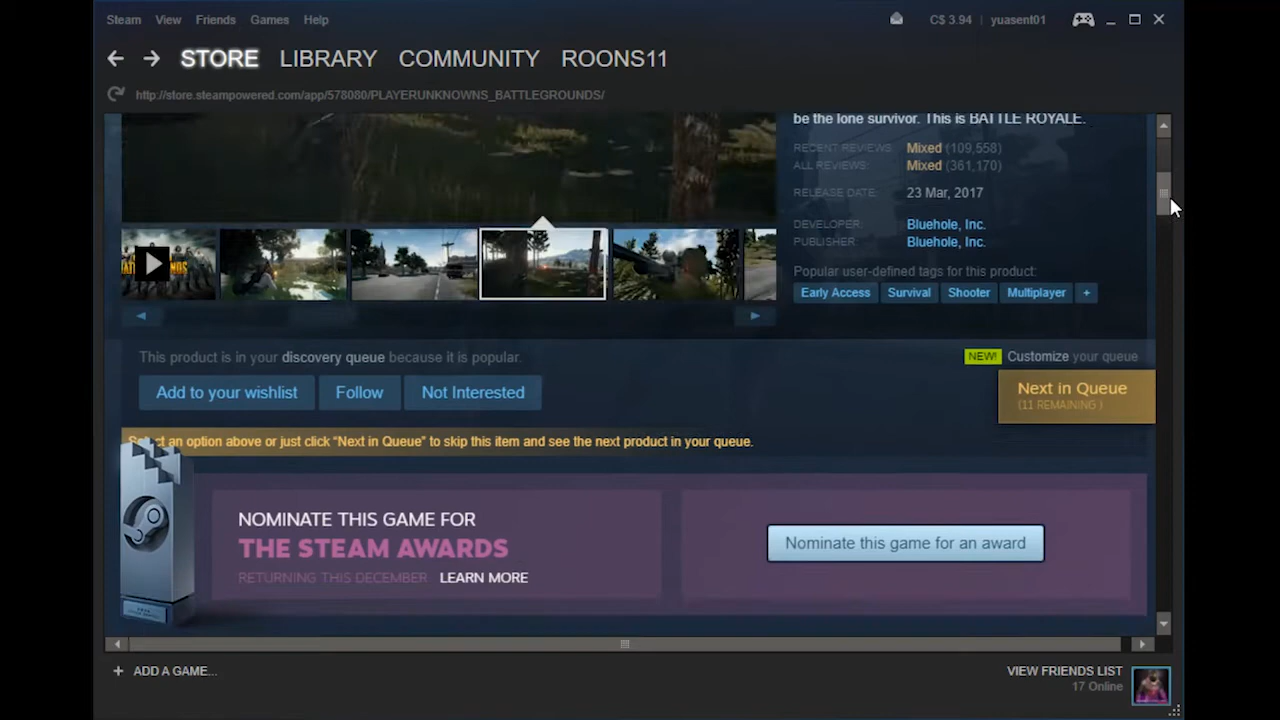 Steam View Friends Games Help
C$ 3.94 | yuasent01
STORE LIBRARY COMMUNITY ROONS11
http://store.steampowered.com/app/578080/PLAYERUNKNOWNS_BATTLEGROUNDS/
be the lone survivor. This is BATTLE ROYALE.
RECENT REVIEWS: Mixed (109,558)
ALL REVIEWS: Mixed (361,170)
RELEASE DATE: 23 Mar, 2017
DEVELOPER: Bluehole, Inc.
PUBLISHER: Bluehole, Inc.
Popular user-defined tags for this product:
Early Access Survival Shooter Multiplayer +
This product is in your discovery queue because it is popular.
NEW! Customize your queue
Add to your wishlist Follow Not Interested
Next in Queue
(11 REMAINING )
Select an option above or just click “Next in Queue” to skip this item and see the next product in your queue.
NOMINATE THIS GAME FOR
THE STEAM AWARDS
RETURNING THIS DECEMBER LEARN MORE
Nominate this game for an award
+ ADD A GAME...
VIEW FRIENDS LIST
17 Online